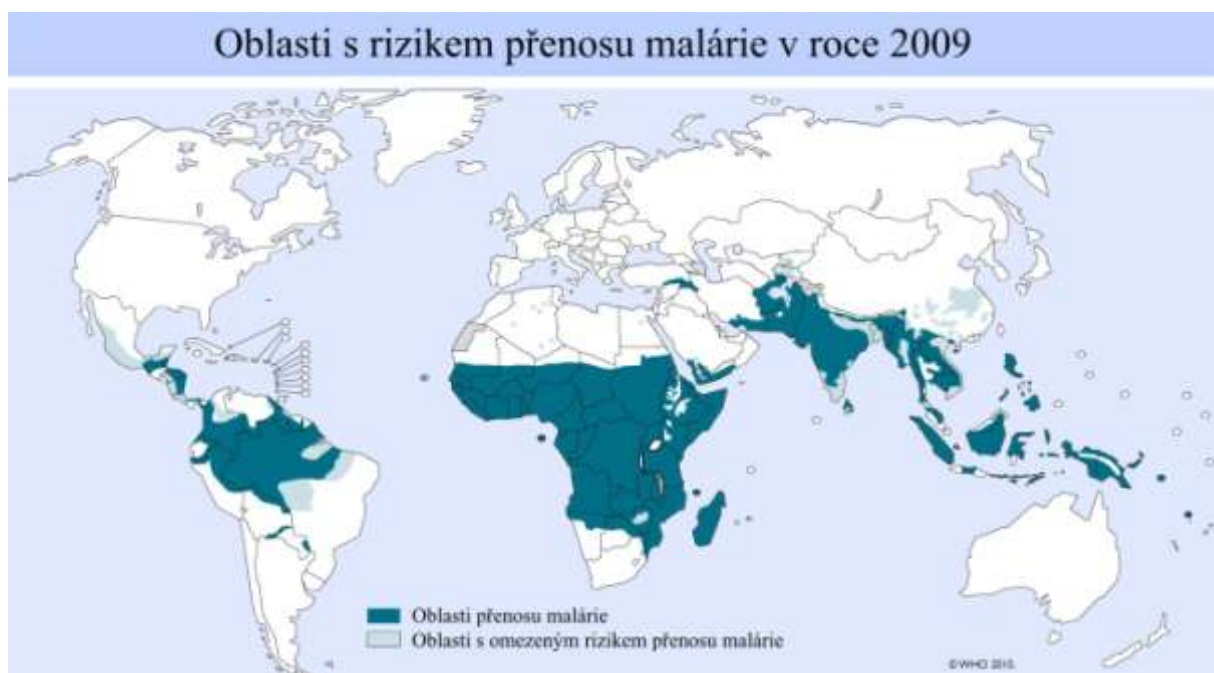 Oblasti s rizikem přenosu malárie v roce 2009
Oblasti přenosu malárie
Oblasti s omezeným rizikem přenosu malárie
© WHO 2010.